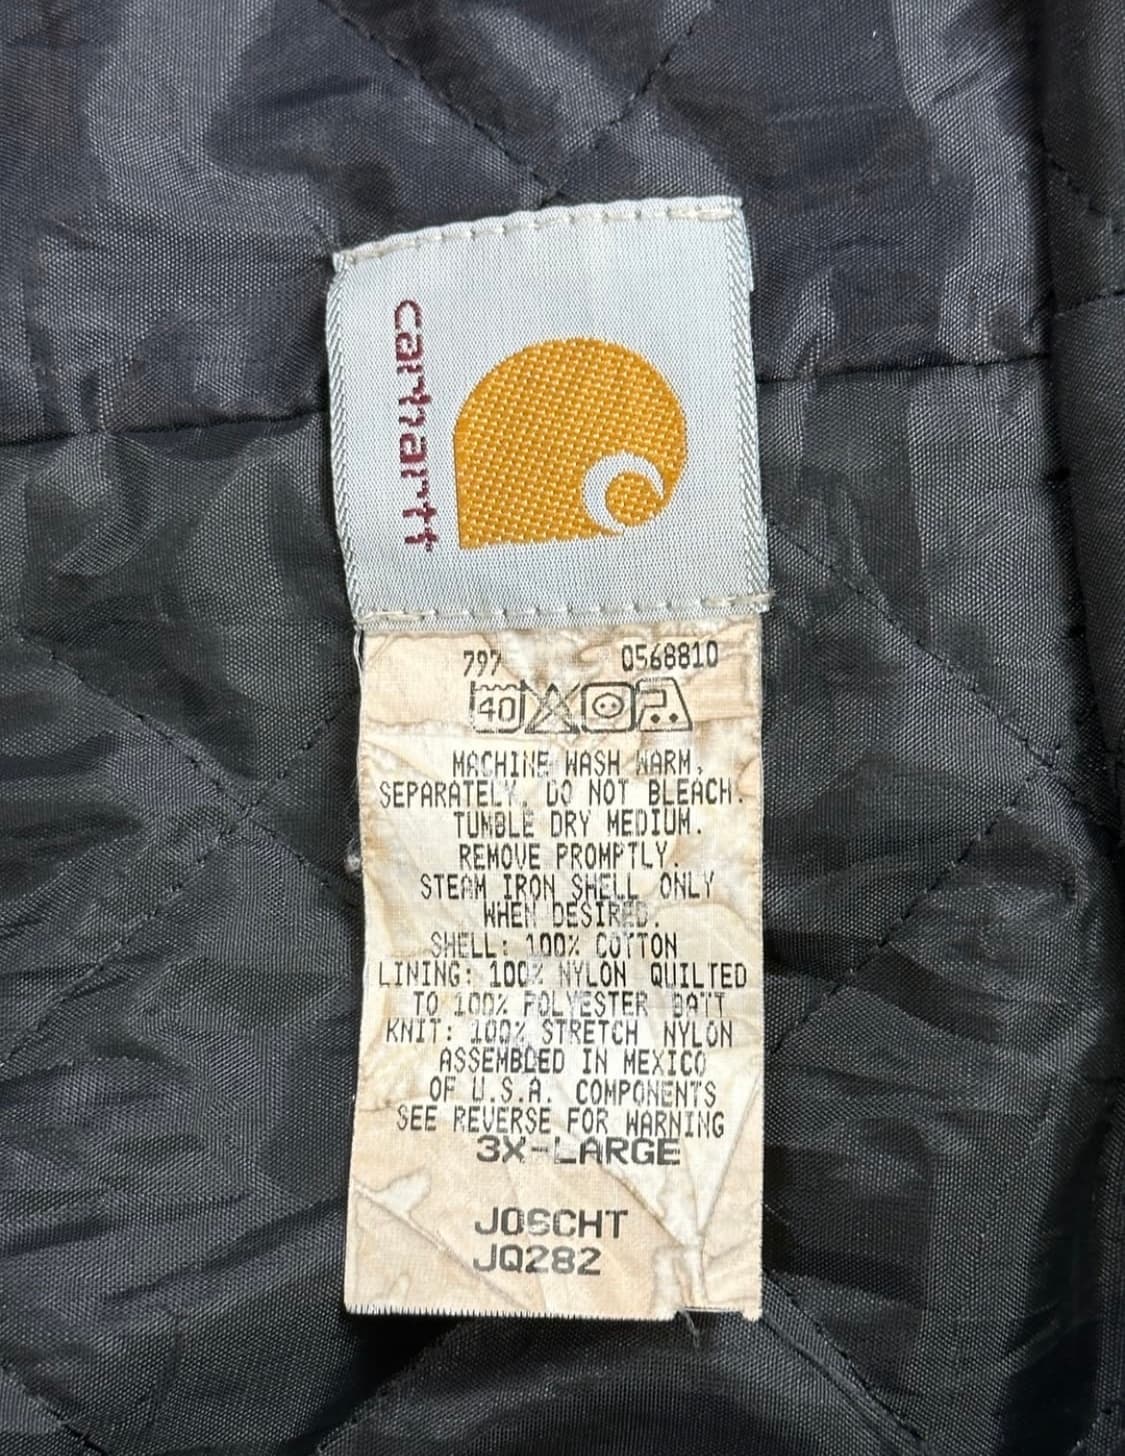 carhartt
797 0568810
40
MACHINE WASH WARM,
SEPARATELY. DO NOT BLEACH.
TUMBLE DRY MEDIUM.
REMOVE PROMPTLY.
STEAM IRON SHELL ONLY
WHEN DESIRED.
SHELL: 100% COTTON
LINING: 100% NYLON QUILTED
TO 100% POLYESTER BATT
KNIT: 100% STRETCH NYLON
ASSEMBLED IN MEXICO
OF U.S.A. COMPONENTS
SEE REVERSE FOR WARNING
3X-LARGE
JQ282